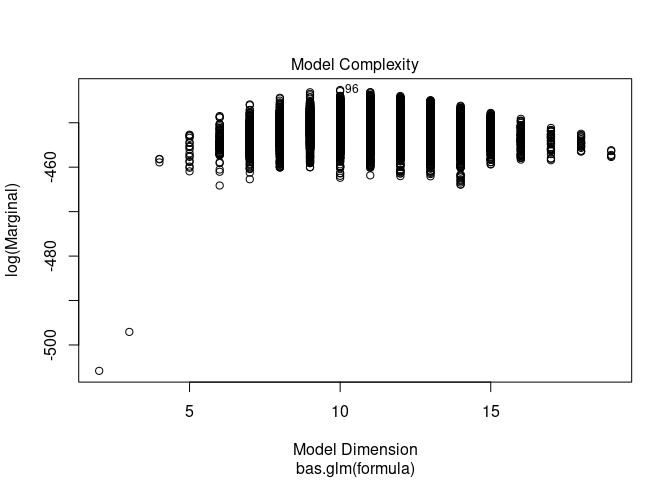 Model Complexity
96
log(Marginal)
-460
-480
-500
5 10 15
Model Dimension
bas.glm(formula)